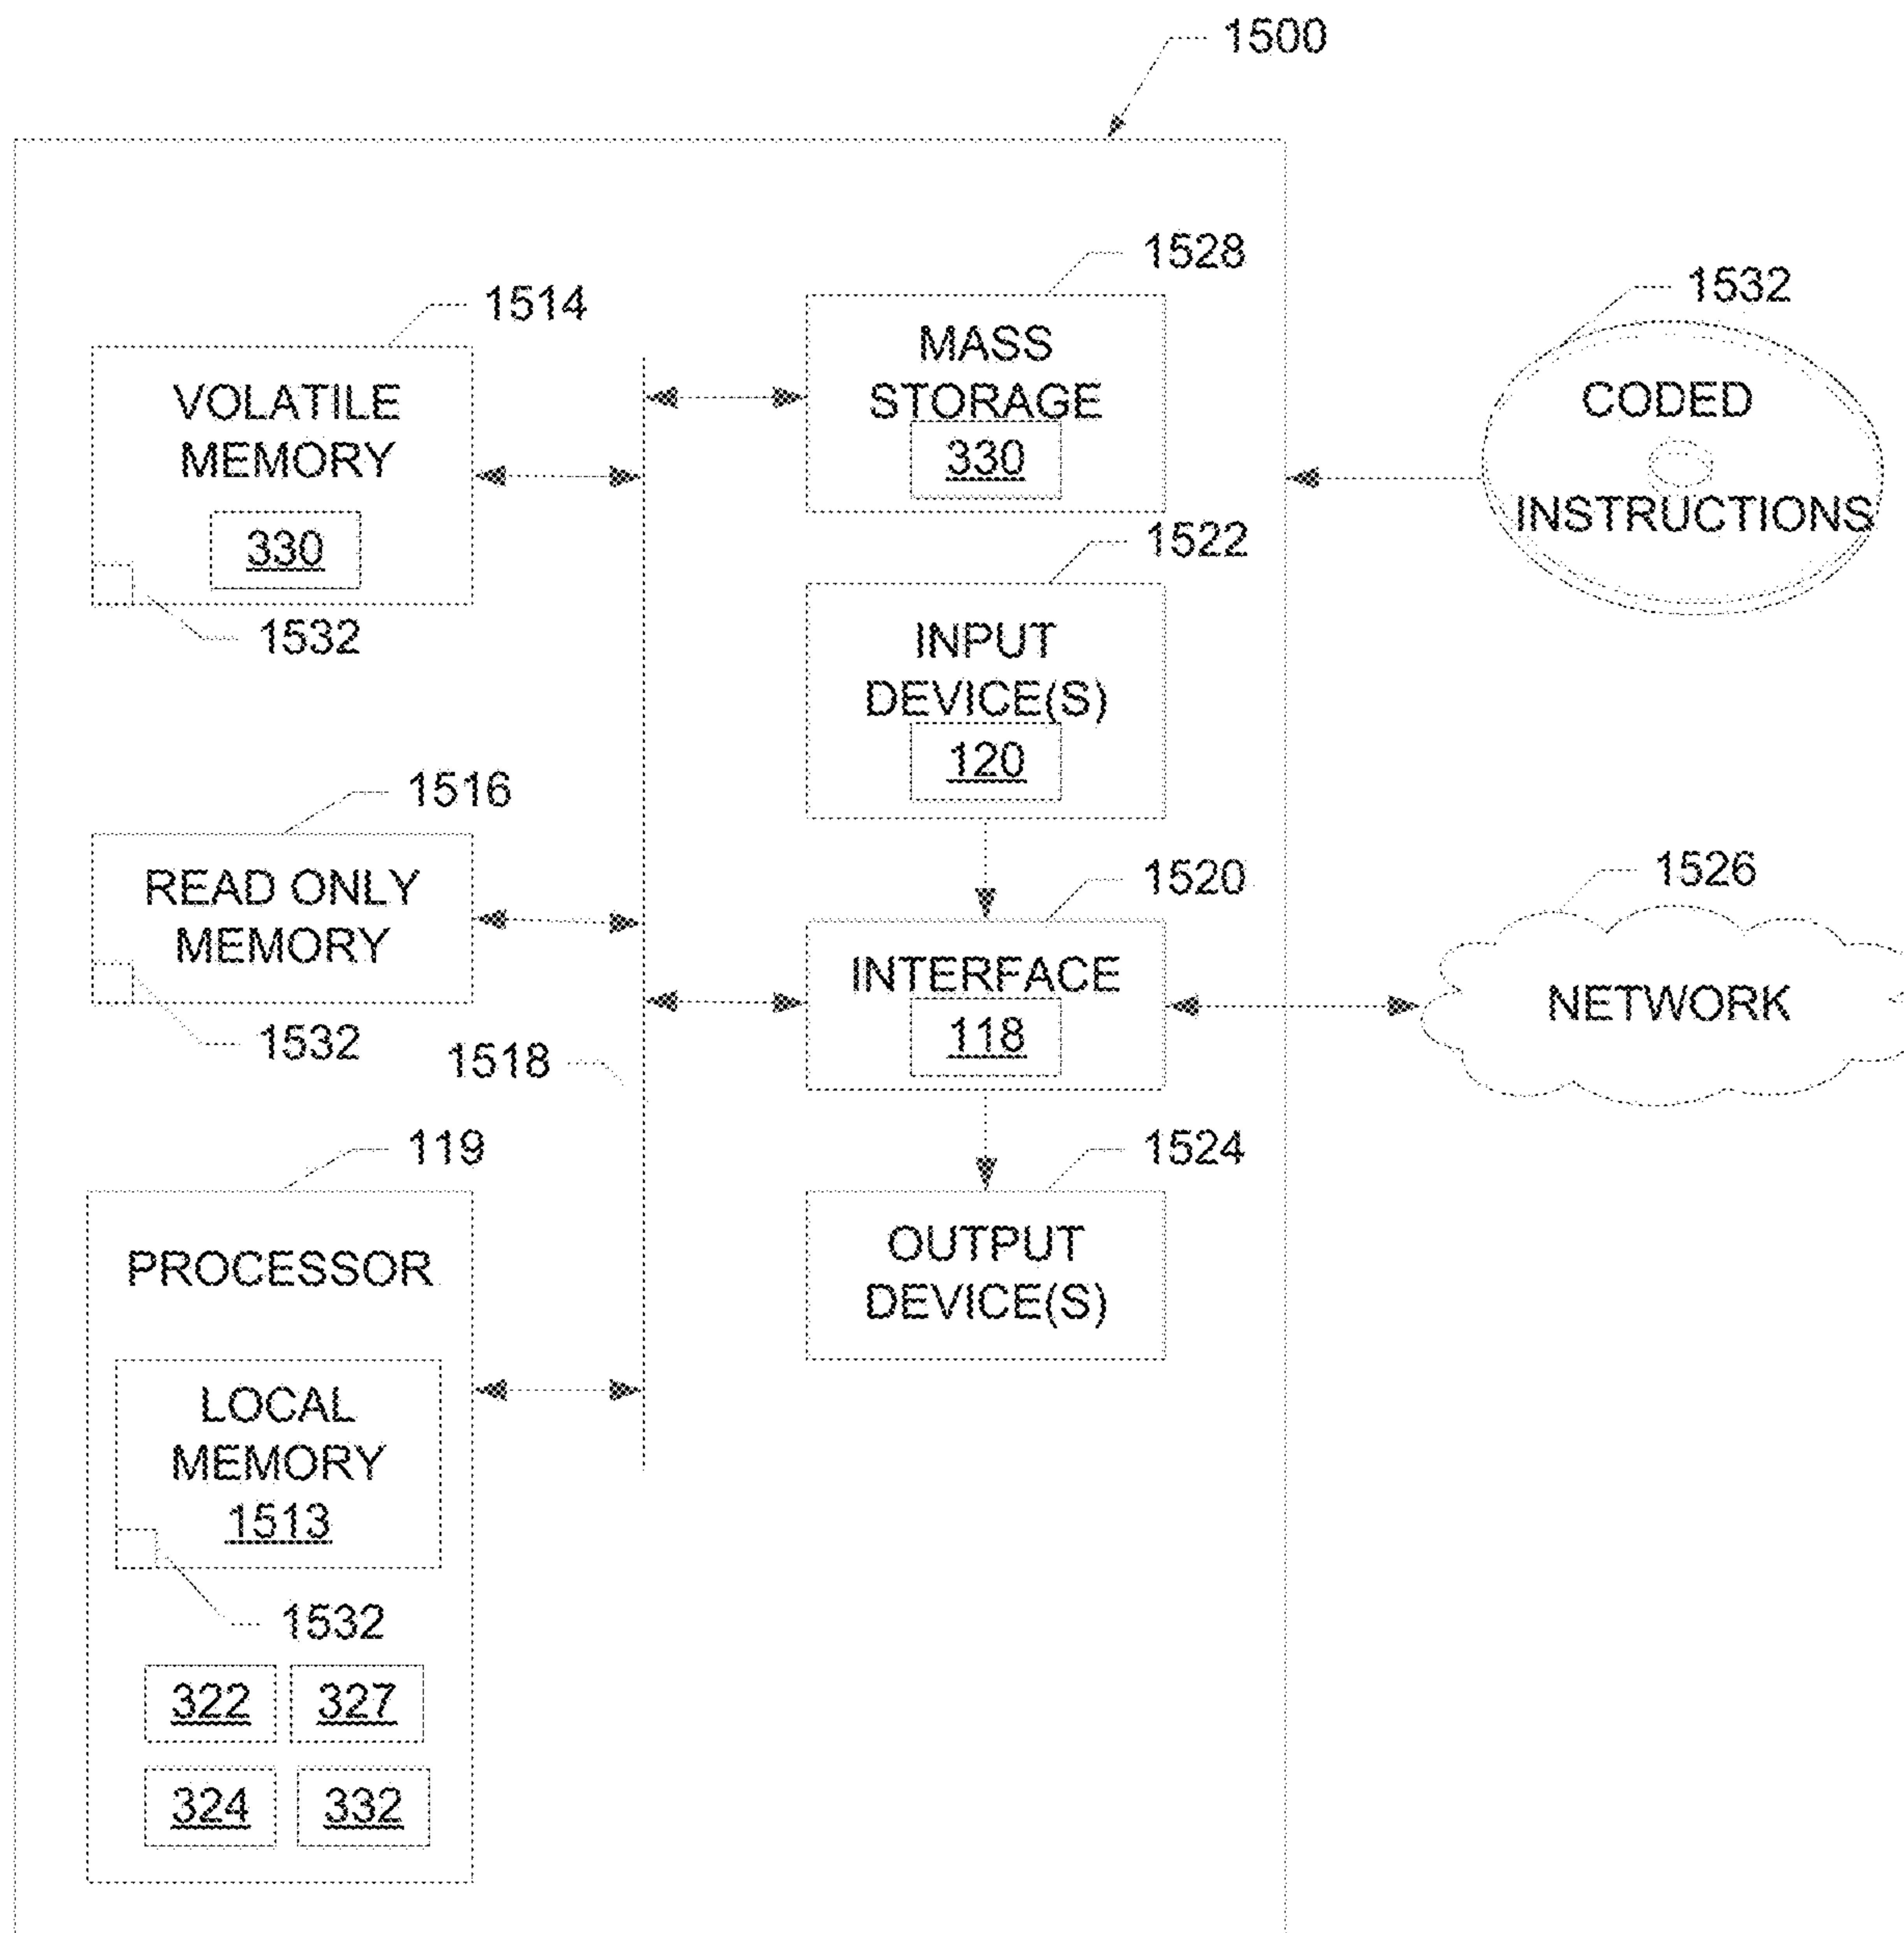 1500
1528
1514
1532
MASS
STORAGE
330
VOLATILE
MEMORY
330
1532
CODED
INSTRUCTIONS
1522
INPUT
DEVICE(S)
120
1516
READ ONLY
MEMORY
1532
1520
INTERFACE
118
1526
NETWORK
1518
119
1524
OUTPUT
DEVICE(S)
PROCESSOR
LOCAL
MEMORY
1513
1532
322
327
324
332